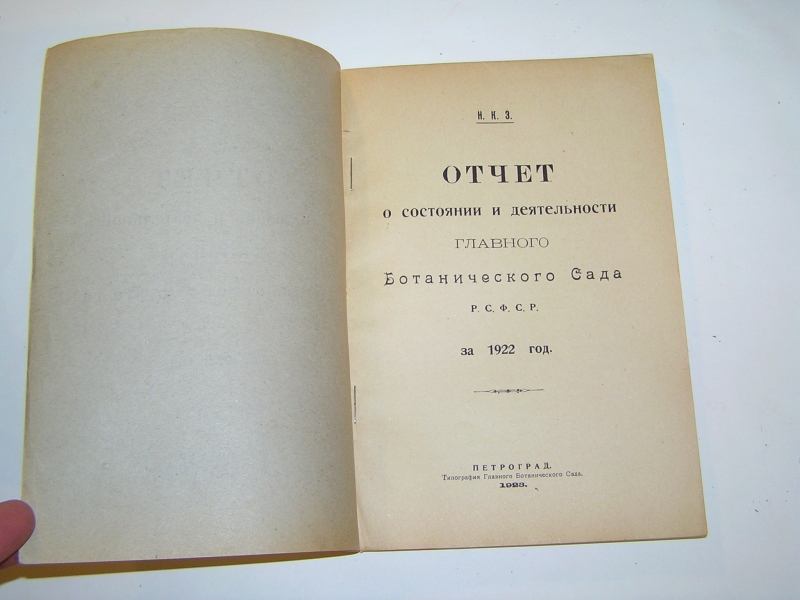 Н. К. З.
ОТЧЕТ
о состоянии и деятельности
ГЛАВНОГО
Ботанического Сада
Р. С. Ф. С. Р.
за 1922 год.
ПЕТРОГРАД.
Типография Главного Ботанического Сада.
1923.